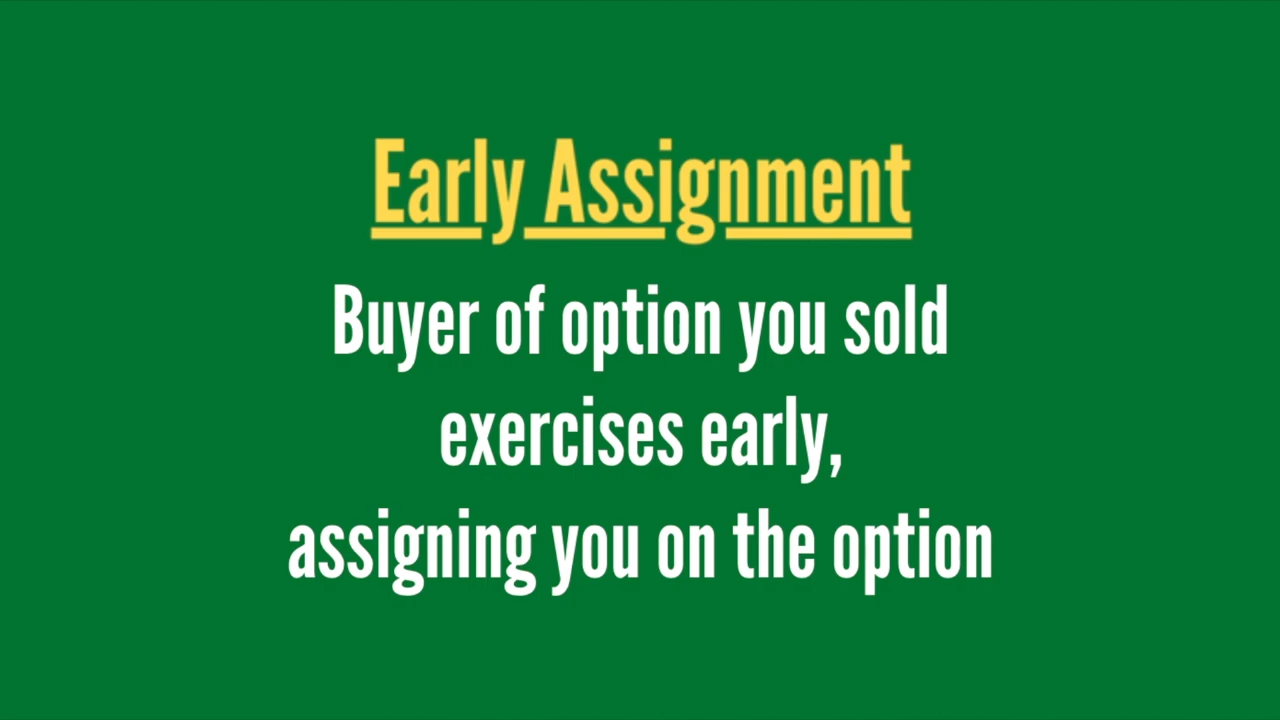 Early Assignment
Buyer of option you sold
exercises early,
assigning you on the option